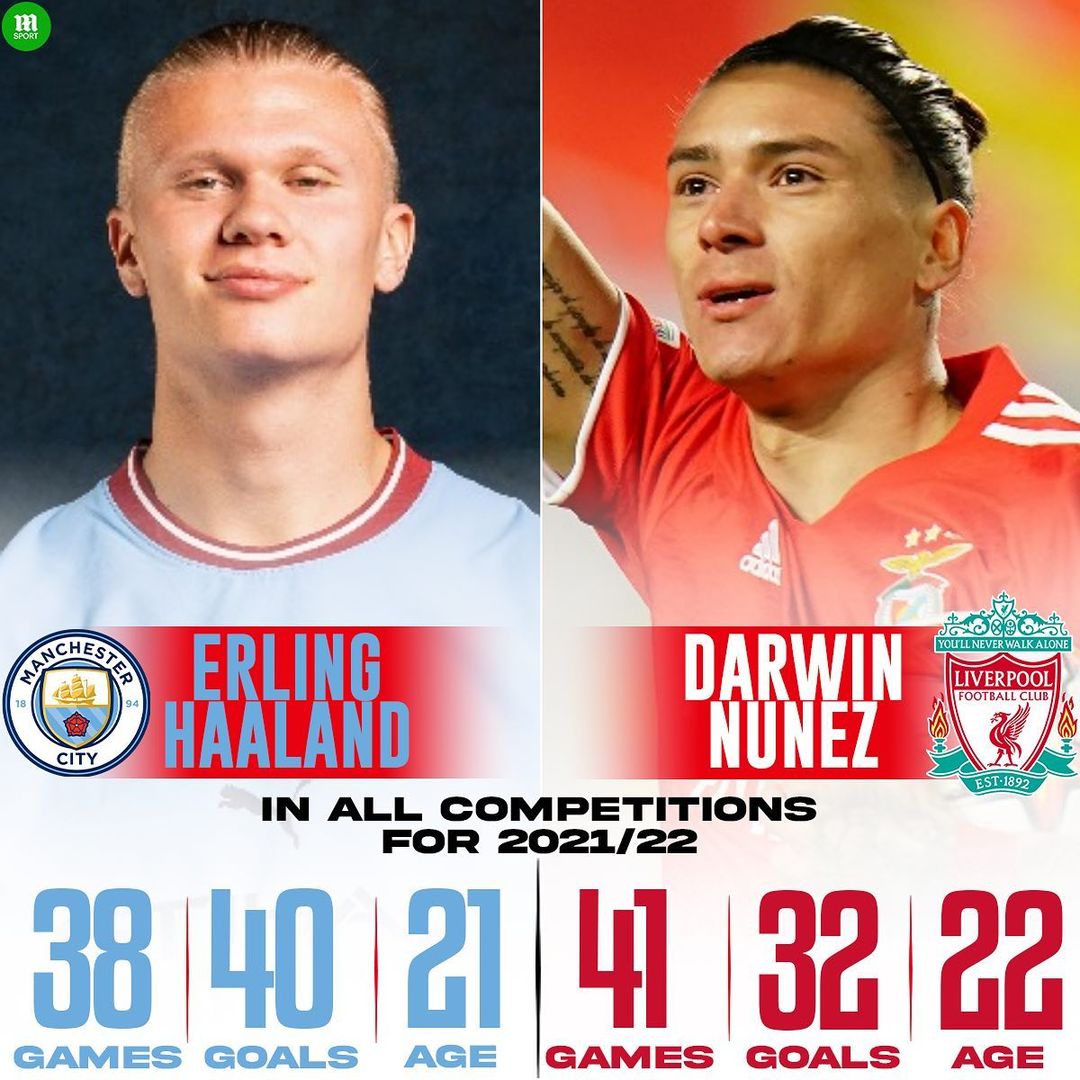 m
SPORT
MANCHESTER
18 94
CITY
ERLING
HAALAND
DARWIN
NUNEZ
YOU'LL NEVER WALK ALONE
LIVERPOOL
FOOTBALL CLUB
EST·1892
adidas
IN ALL COMPETITIONS
FOR 2021/22
38 40 21 41 32 22
GAMES GOALS AGE GAMES GOALS AGE